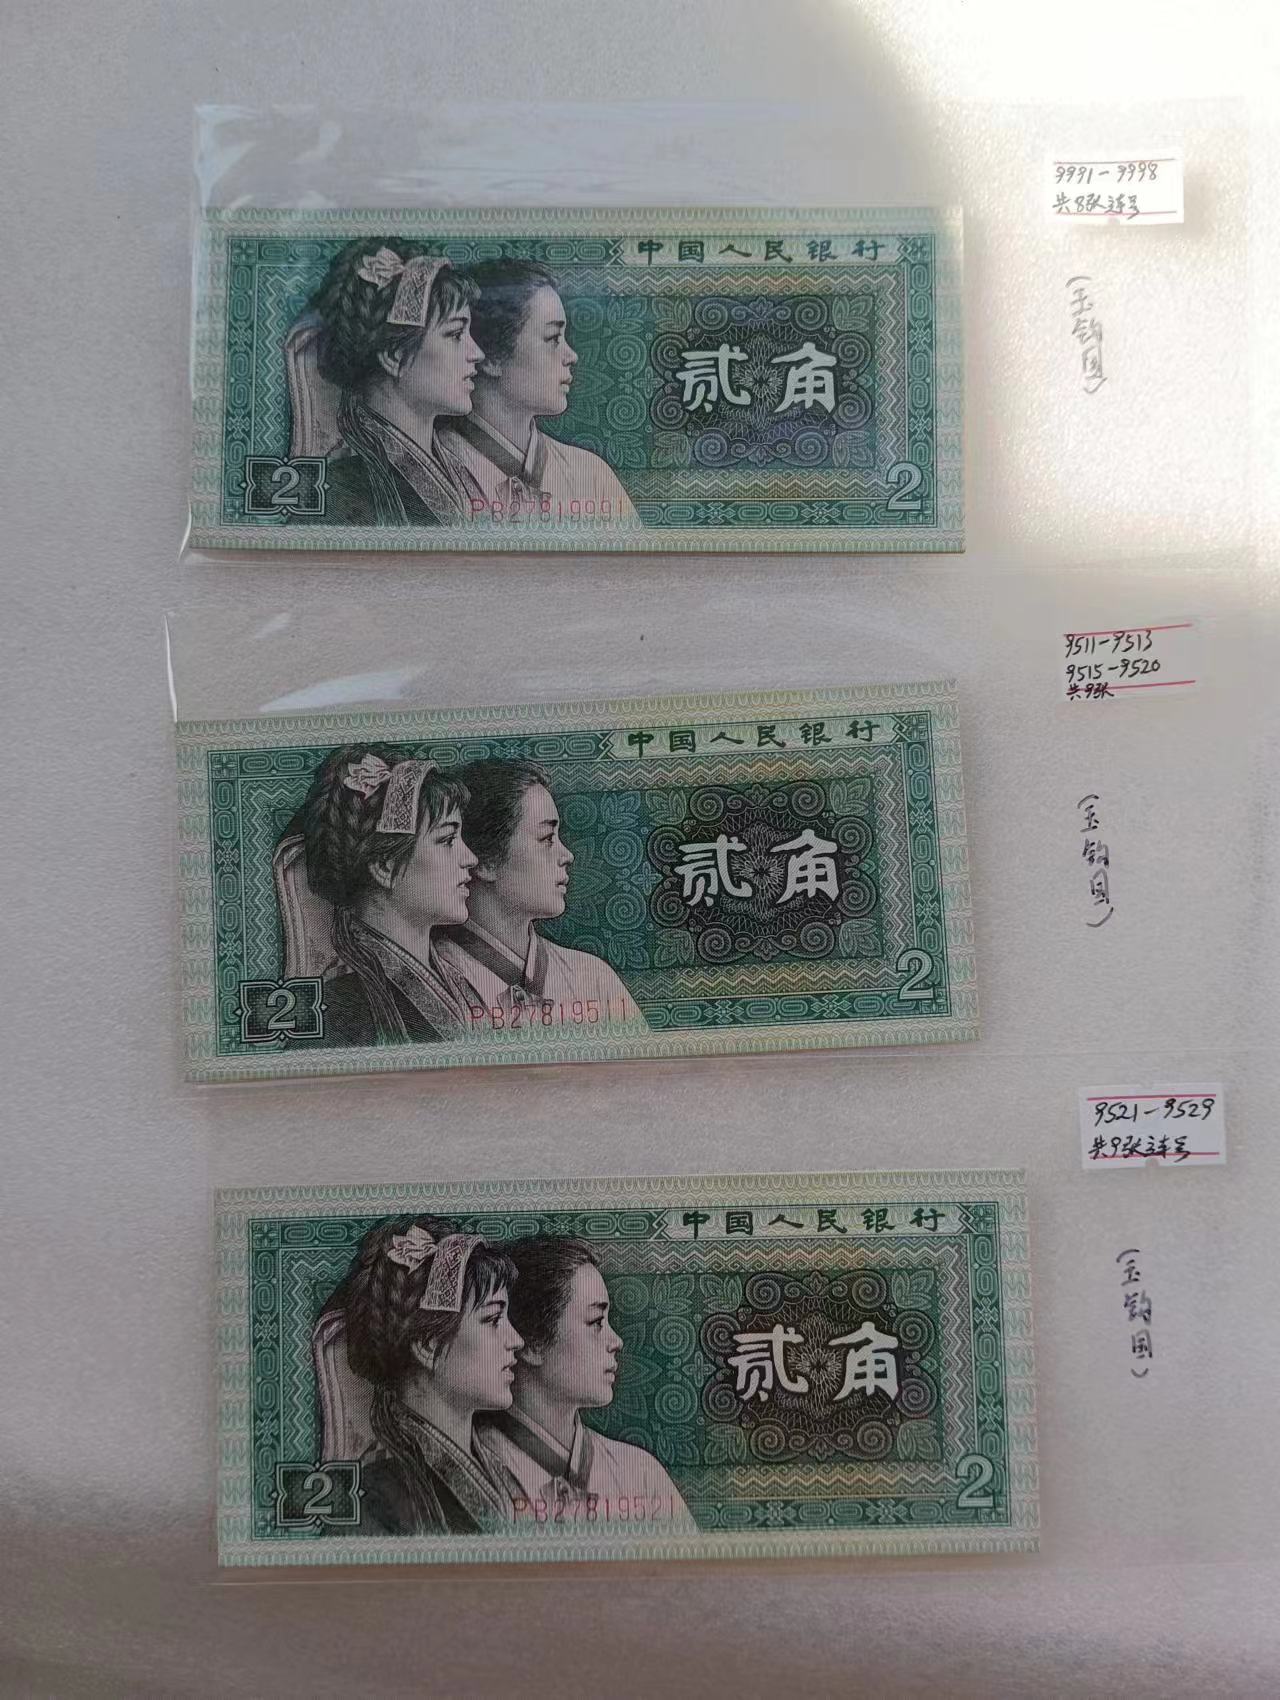 9991-9998
共8张连号
(玉钩国)
中国人民银行
贰角
2
2
PB27819991
9511-9513
9515-9520
共9张
(玉钩国)
中国人民银行
贰角
2
2
PB27819511
9521-9529
共9张连号
(玉钩国)
中国人民银行
贰角
2
2
PB27819521